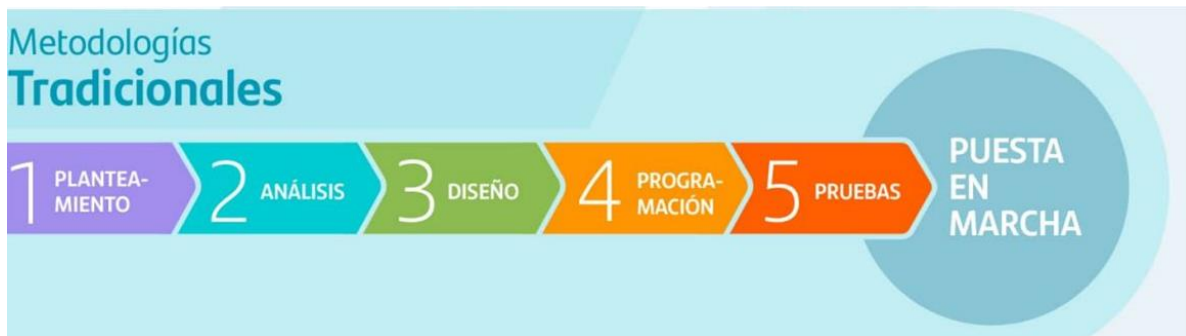 Metodologías
Tradicionales
1 PLANTEA-
MIENTO
2 ANÁLISIS
3 DISEÑO
4 PROGRA-
MACIÓN
5 PRUEBAS
PUESTA
EN
MARCHA